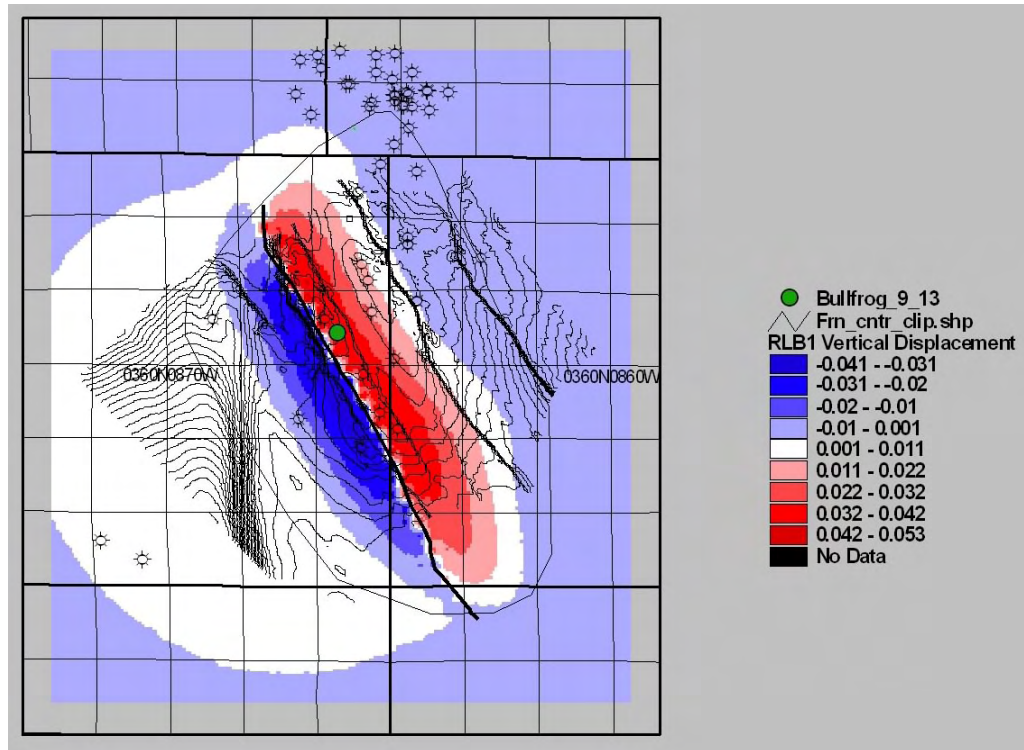 0360N0870W
0360N0860W
Bullfrog_9_13
Frn_cntr_clip.shp
RLB1 Vertical Displacement
-0.041 - -0.031
-0.031 - -0.02
-0.02 - -0.01
-0.01 - 0.001
0.001 - 0.011
0.011 - 0.022
0.022 - 0.032
0.032 - 0.042
0.042 - 0.053
No Data